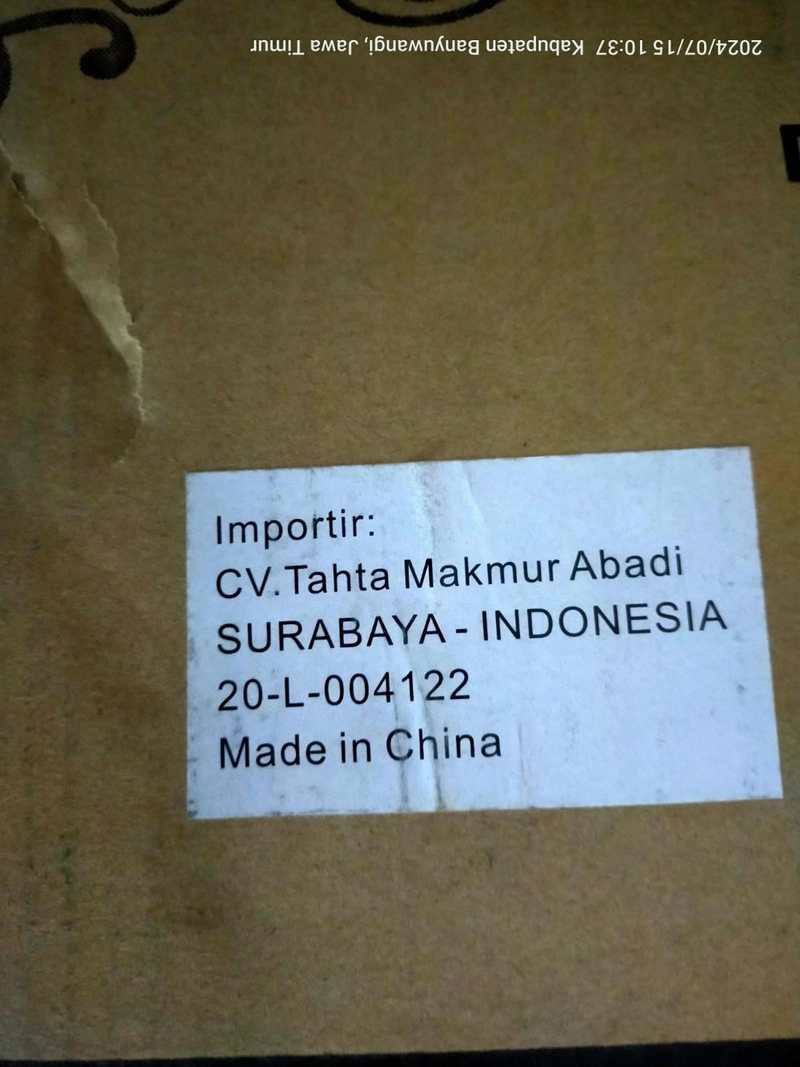 2024/07/15 10:37 Kabupaten Banyuwangi, Jawa Timur
Importir:
CV.Tahta Makmur Abadi
SURABAYA - INDONESIA
20-L-004122
Made in China